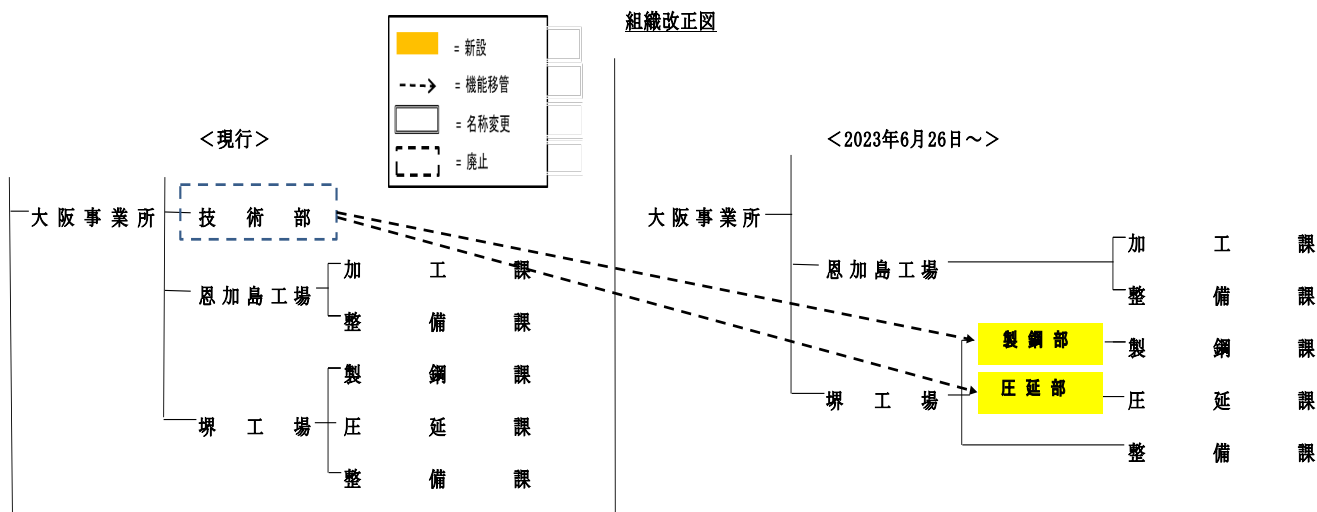 組織改正図
= 新設
= 機能移管
= 名称変更
= 廃止
＜現行＞
大阪事業所
技術部
恩加島工場
加工課
整備課
堺工場
製鋼課
圧延課
整備課
＜2023年6月26日～＞
大阪事業所
恩加島工場
加工課
整備課
堺工場
製鋼部
製鋼課
圧延部
圧延課
整備課